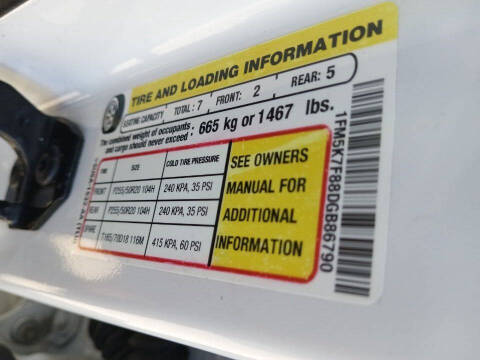 TIRE AND LOADING INFORMATION
SEATING CAPACITY TOTAL: 7 FRONT: 2 REAR: 5
The combined weight of occupants and cargo should never exceed: 665 kg or 1467 lbs.
TIRE SIZE COLD TIRE PRESSURE
FRONT P255/50R20 104H 240 KPA, 35 PSI
REAR P255/50R20 104H 240 KPA, 35 PSI
SPARE T165/70D18 116M 415 KPA, 60 PSI
SEE OWNERS
MANUAL FOR
ADDITIONAL
INFORMATION
1FM5K7F88DGB86790